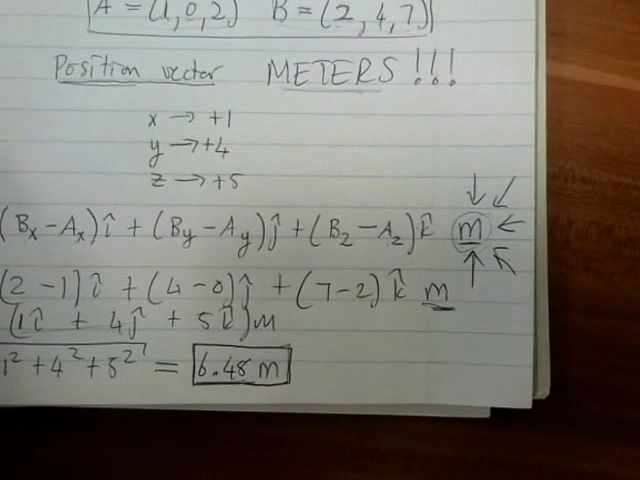 A = (1,0,2) B = (2,4,7)
Position vector METERS!!!
x → +1
y → +4
z → +5
(Bx-Ax)î + (By-Ay)ĵ + (Bz-Az)k̂ m
(2-1)î + (4-0)ĵ + (7-2)k̂ m
(1î + 4ĵ + 5k̂)m
1² + 4² + 5² = 6.48 m